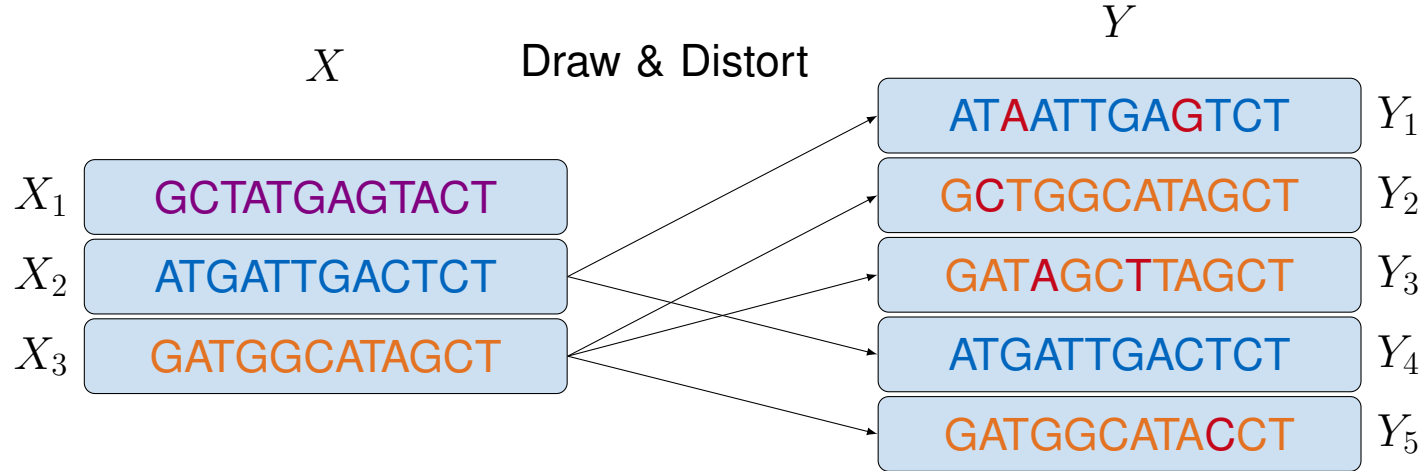 Y
X
Draw & Distort
ATAATTGAGTCT Y1
X1 GCTATGAGTACT
GCTGGCATAGCT Y2
X2 ATGATTGACTCT
GATAGCTTAGCT Y3
X3 GATGGCATAGCT
ATGATTGACTCT Y4
GATGGCATACCT Y5